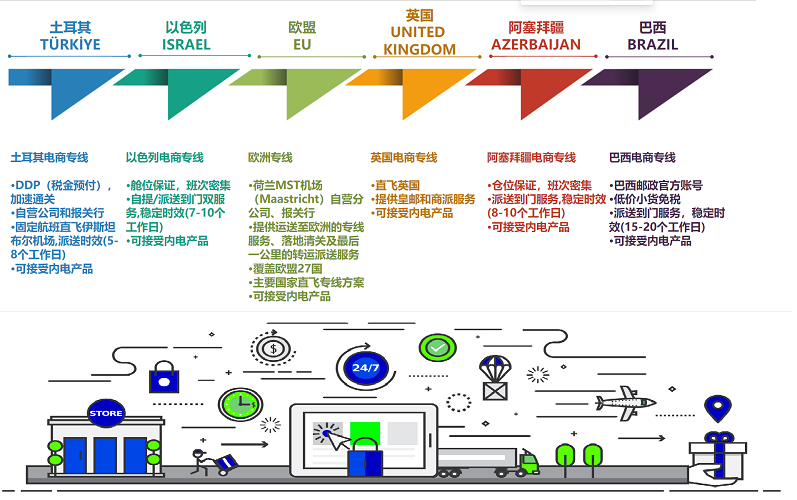 土耳其
TÜRKİYE
以色列
ISRAEL
欧盟
EU
英国
UNITED
KINGDOM
阿塞拜疆
AZERBAIJAN
巴西
BRAZIL
土耳其电商专线
•DDP（税金预付），
加速通关
•自营公司和报关行
•固定航班直飞伊斯坦
布尔机场,派送时效(5-
8个工作日)
•可接受内电产品
以色列电商专线
•舱位保证，班次密集
•自提/派送到门双服
务,稳定时效(7-10个
工作日)
•可接受内电产品
欧洲专线
•荷兰MST机场
（Maastricht）自营分
公司、报关行
•提供运送至欧洲的专线
服务、落地清关及最后
一公里的转运派送服务
•覆盖欧盟27国
•主要国家直飞专线方案
•可接受内电产品
英国电商专线
•直飞英国
•提供皇邮和商派服务
•可接受内电产品
阿塞拜疆电商专线
•仓位保证，班次密集
•派送到门服务,稳定时效
(8-10个工作日)
•可接受内电产品
巴西电商专线
•巴西邮政官方账号
•低价小货免税
•派送到门服务，稳定时
效(15-20个工作日)
•可接受内电产品
$
24/7
STORE